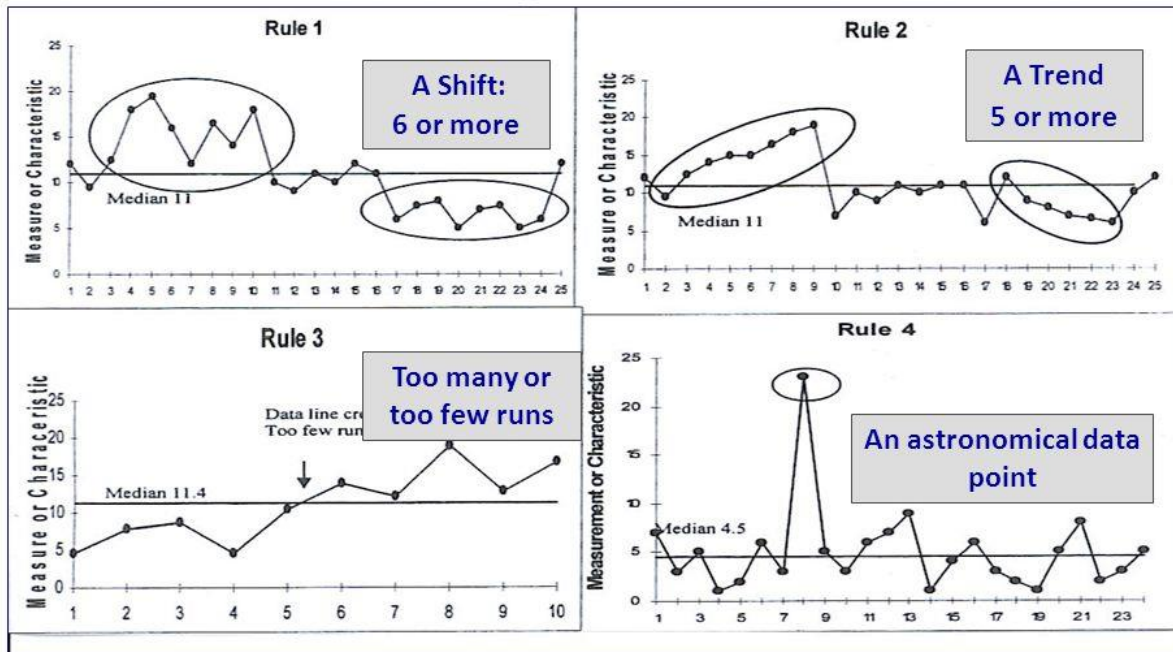 Rule 1
A Shift:
6 or more
Measure or Characteristic
25
20
15
10
5
0
Median 11
1 2 3 4 5 6 7 8 9 10 11 12 13 14 15 16 17 18 19 20 21 22 23 24 25
Rule 2
A Trend
5 or more
Measure or Characteristic
25
20
15
10
5
0
Median 11
1 2 3 4 5 6 7 8 9 10 11 12 13 14 15 16 17 18 19 20 21 22 23 24 25
Rule 3
Too many or
too few runs
Data line
Too few
Measure or Characeristic
25
20
15
10
5
0
Median 11.4
1 2 3 4 5 6 7 8 9 10
Rule 4
An astronomical data
point
Measurement or Characteristic
25
20
15
10
5
0
Median 4.5
1 3 5 7 9 11 13 15 17 19 21 23